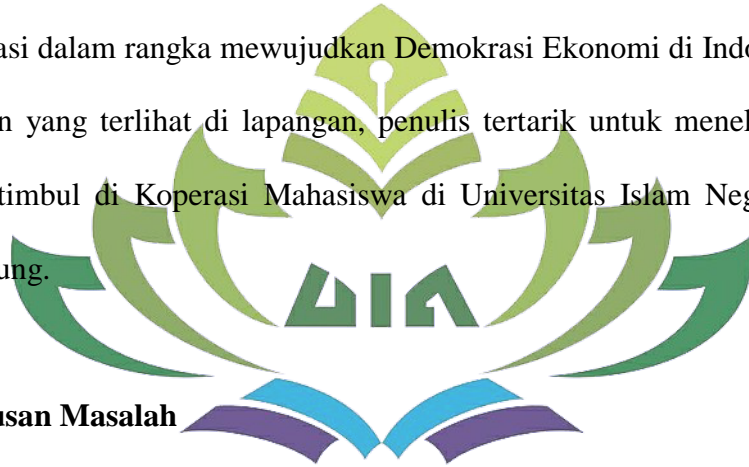 asi dalam rangka mewujudkan Demokrasi Ekonomi di Indo
n yang terlihat di lapangan, penulis tertarik untuk menel
timbul di Koperasi Mahasiswa di Universitas Islam Neg
ung.
UIN
usan Masalah